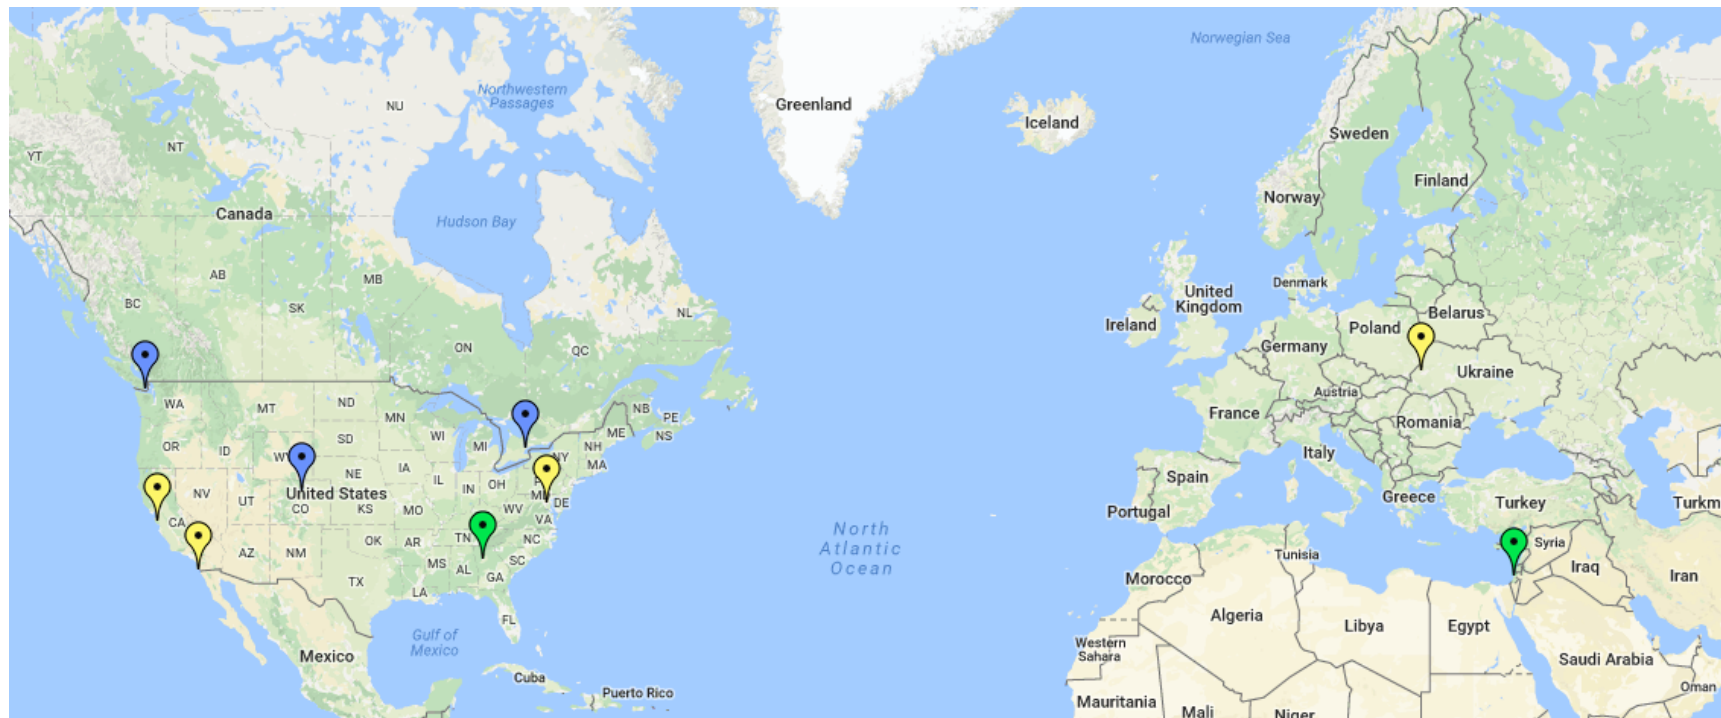 Norwegian Sea
Northwestern
Passages
NU
Greenland
Iceland
Sweden
YT
NT
Finland
Norway
Canada
Hudson Bay
AB
MB
BC
SK
NL
Denmark
United
Kingdom
Ireland
Belarus
Poland
ON
QC
Germany
Ukraine
Austria
WA
MT
ND
MN
NB
PE
ME
NS
France
Romania
OR
ID
SD
WI
MI
NH
NY
MA
Italy
WY
NE
IA
IL
IN
OH
Spain
Greece
Turkey
Turkm
NV
UT
United States
CO
KS
MO
WV
DE
VA
Portugal
CA
AZ
NM
OK
AR
TN
NC
SC
North
Atlantic
Ocean
Tunisia
Syria
Iraq
Iran
MS
AL
GA
TX
LA
Morocco
FL
Algeria
Libya
Egypt
Gulf of
Mexico
Western
Sahara
Mexico
Saudi Arabia
Cuba
Puerto Rico
Oman
Mauritania
Mali
Niger